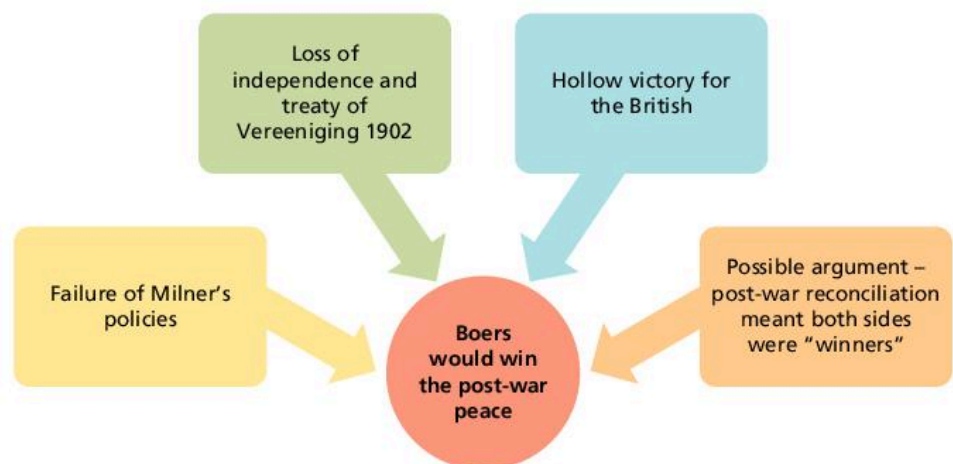 Loss of
independence and
treaty of
Vereeniging 1902
Hollow victory for
the British
Failure of Milner's
policies
Possible argument –
post-war reconciliation
meant both sides
were "winners"
Boers
would win
the post-war
peace